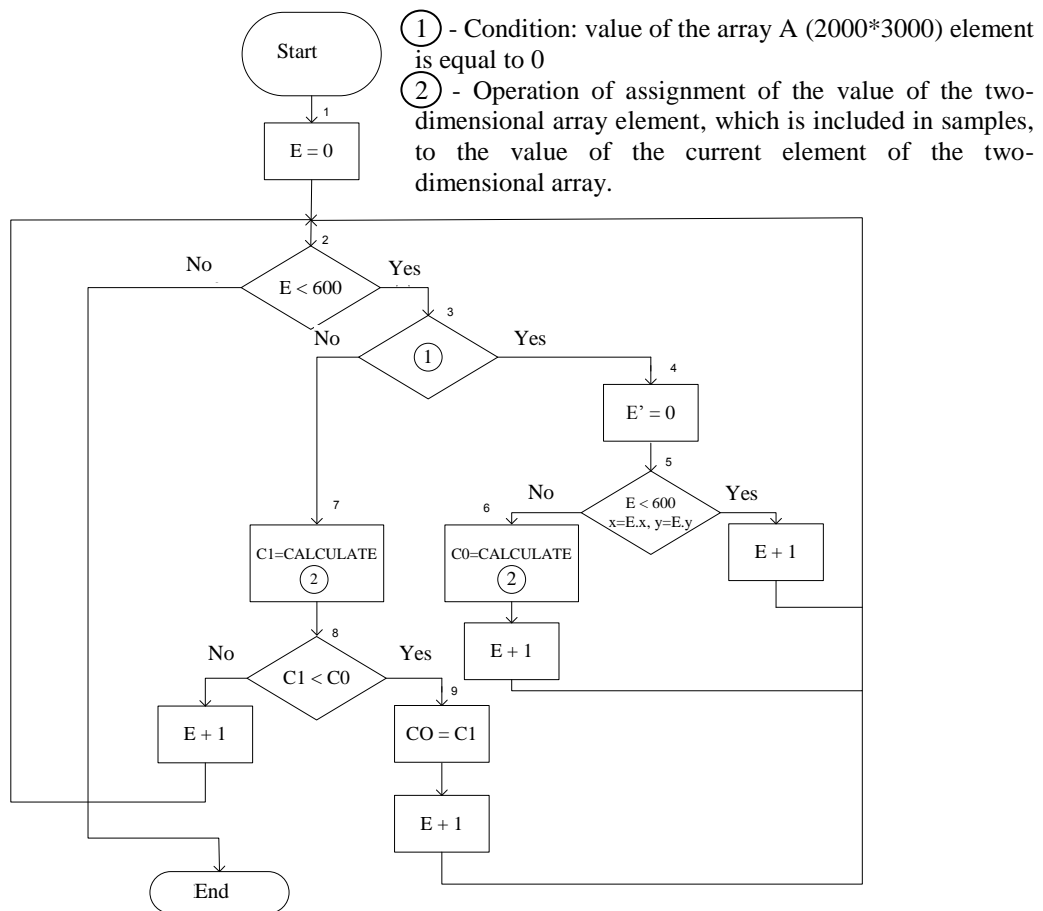 1 - Condition: value of the array A (2000*3000) element
is equal to 0
2 - Operation of assignment of the value of the two-
dimensional array element, which is included in samples,
to the value of the current element of the two-
dimensional array.
Start
1
E = 0
2
No
Yes
E < 600
3
No
Yes
1
4
E’ = 0
5
No
Yes
E < 600
x=E.x, y=E.y
6
7
C1=CALCULATE
2
C0=CALCULATE
2
E + 1
E + 1
8
No
Yes
C1 < C0
9
E + 1
CO = C1
E + 1
End